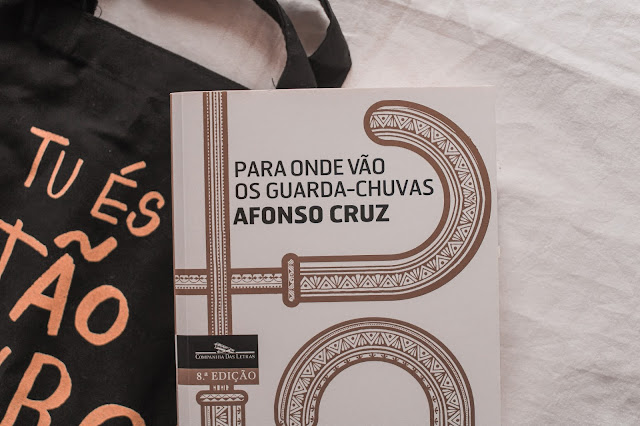 TU ÉS
TÃO
PARA ONDE VÃO
OS GUARDA-CHUVAS
AFONSO CRUZ
COMPANHIA DAS LETRAS
8.ª EDIÇÃO